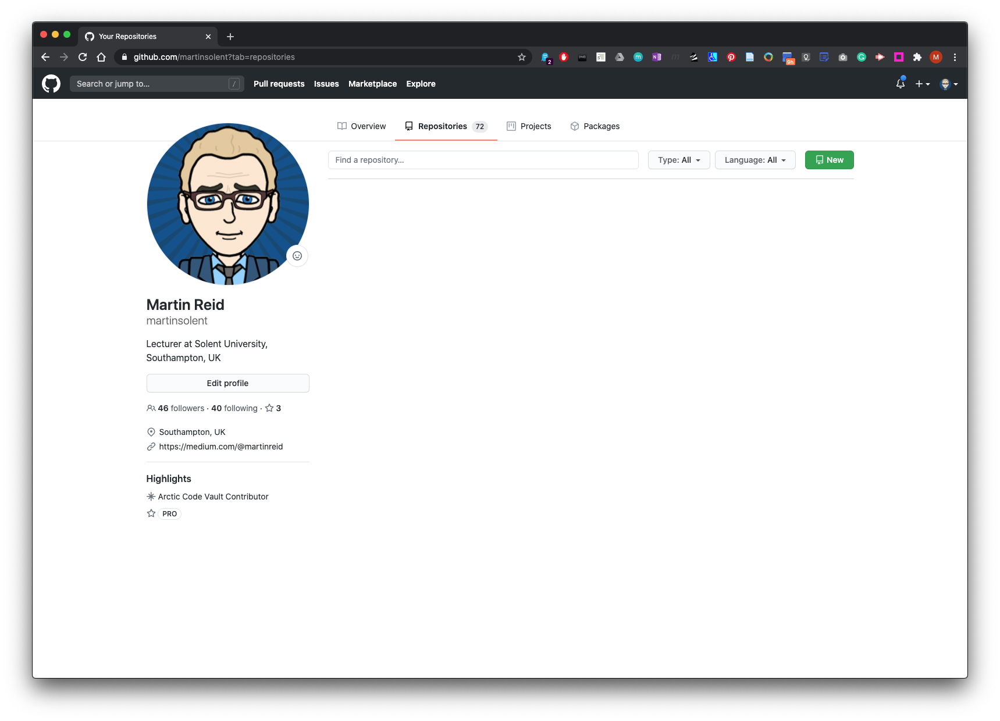 Your Repositories
github.com/martinsolent?tab=repositories
2
9h
M
Search or jump to...
/
Pull requests
Issues
Marketplace
Explore
Overview
Repositories 72
Projects
Packages
Find a repository...
Type: All
Language: All
New
Martin Reid
martinsolent
Lecturer at Solent University,
Southampton, UK
Edit profile
46 followers · 40 following · 3
Southampton, UK
https://medium.com/@martinreid
Highlights
Arctic Code Vault Contributor
PRO